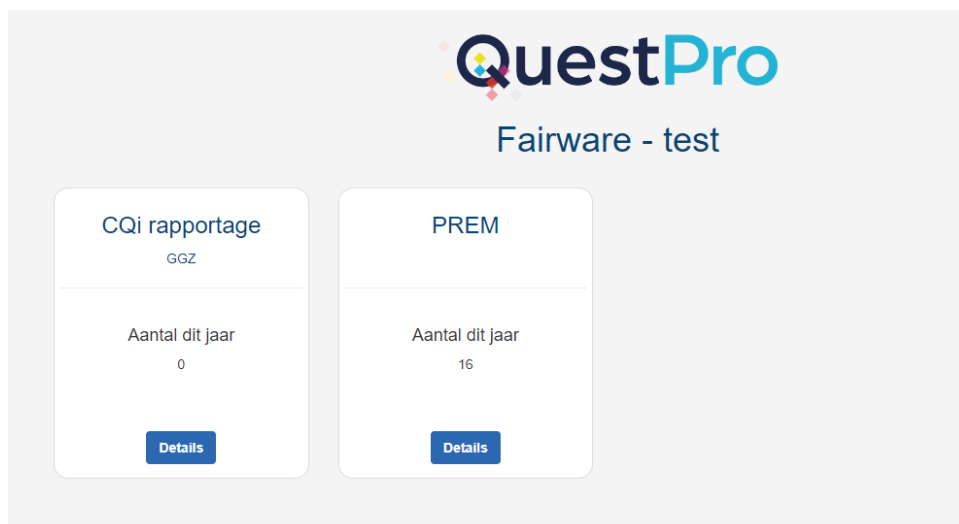 QuestPro
Fairware - test
CQi rapportage
GGZ
Aantal dit jaar
0
Details
PREM
Aantal dit jaar
16
Details